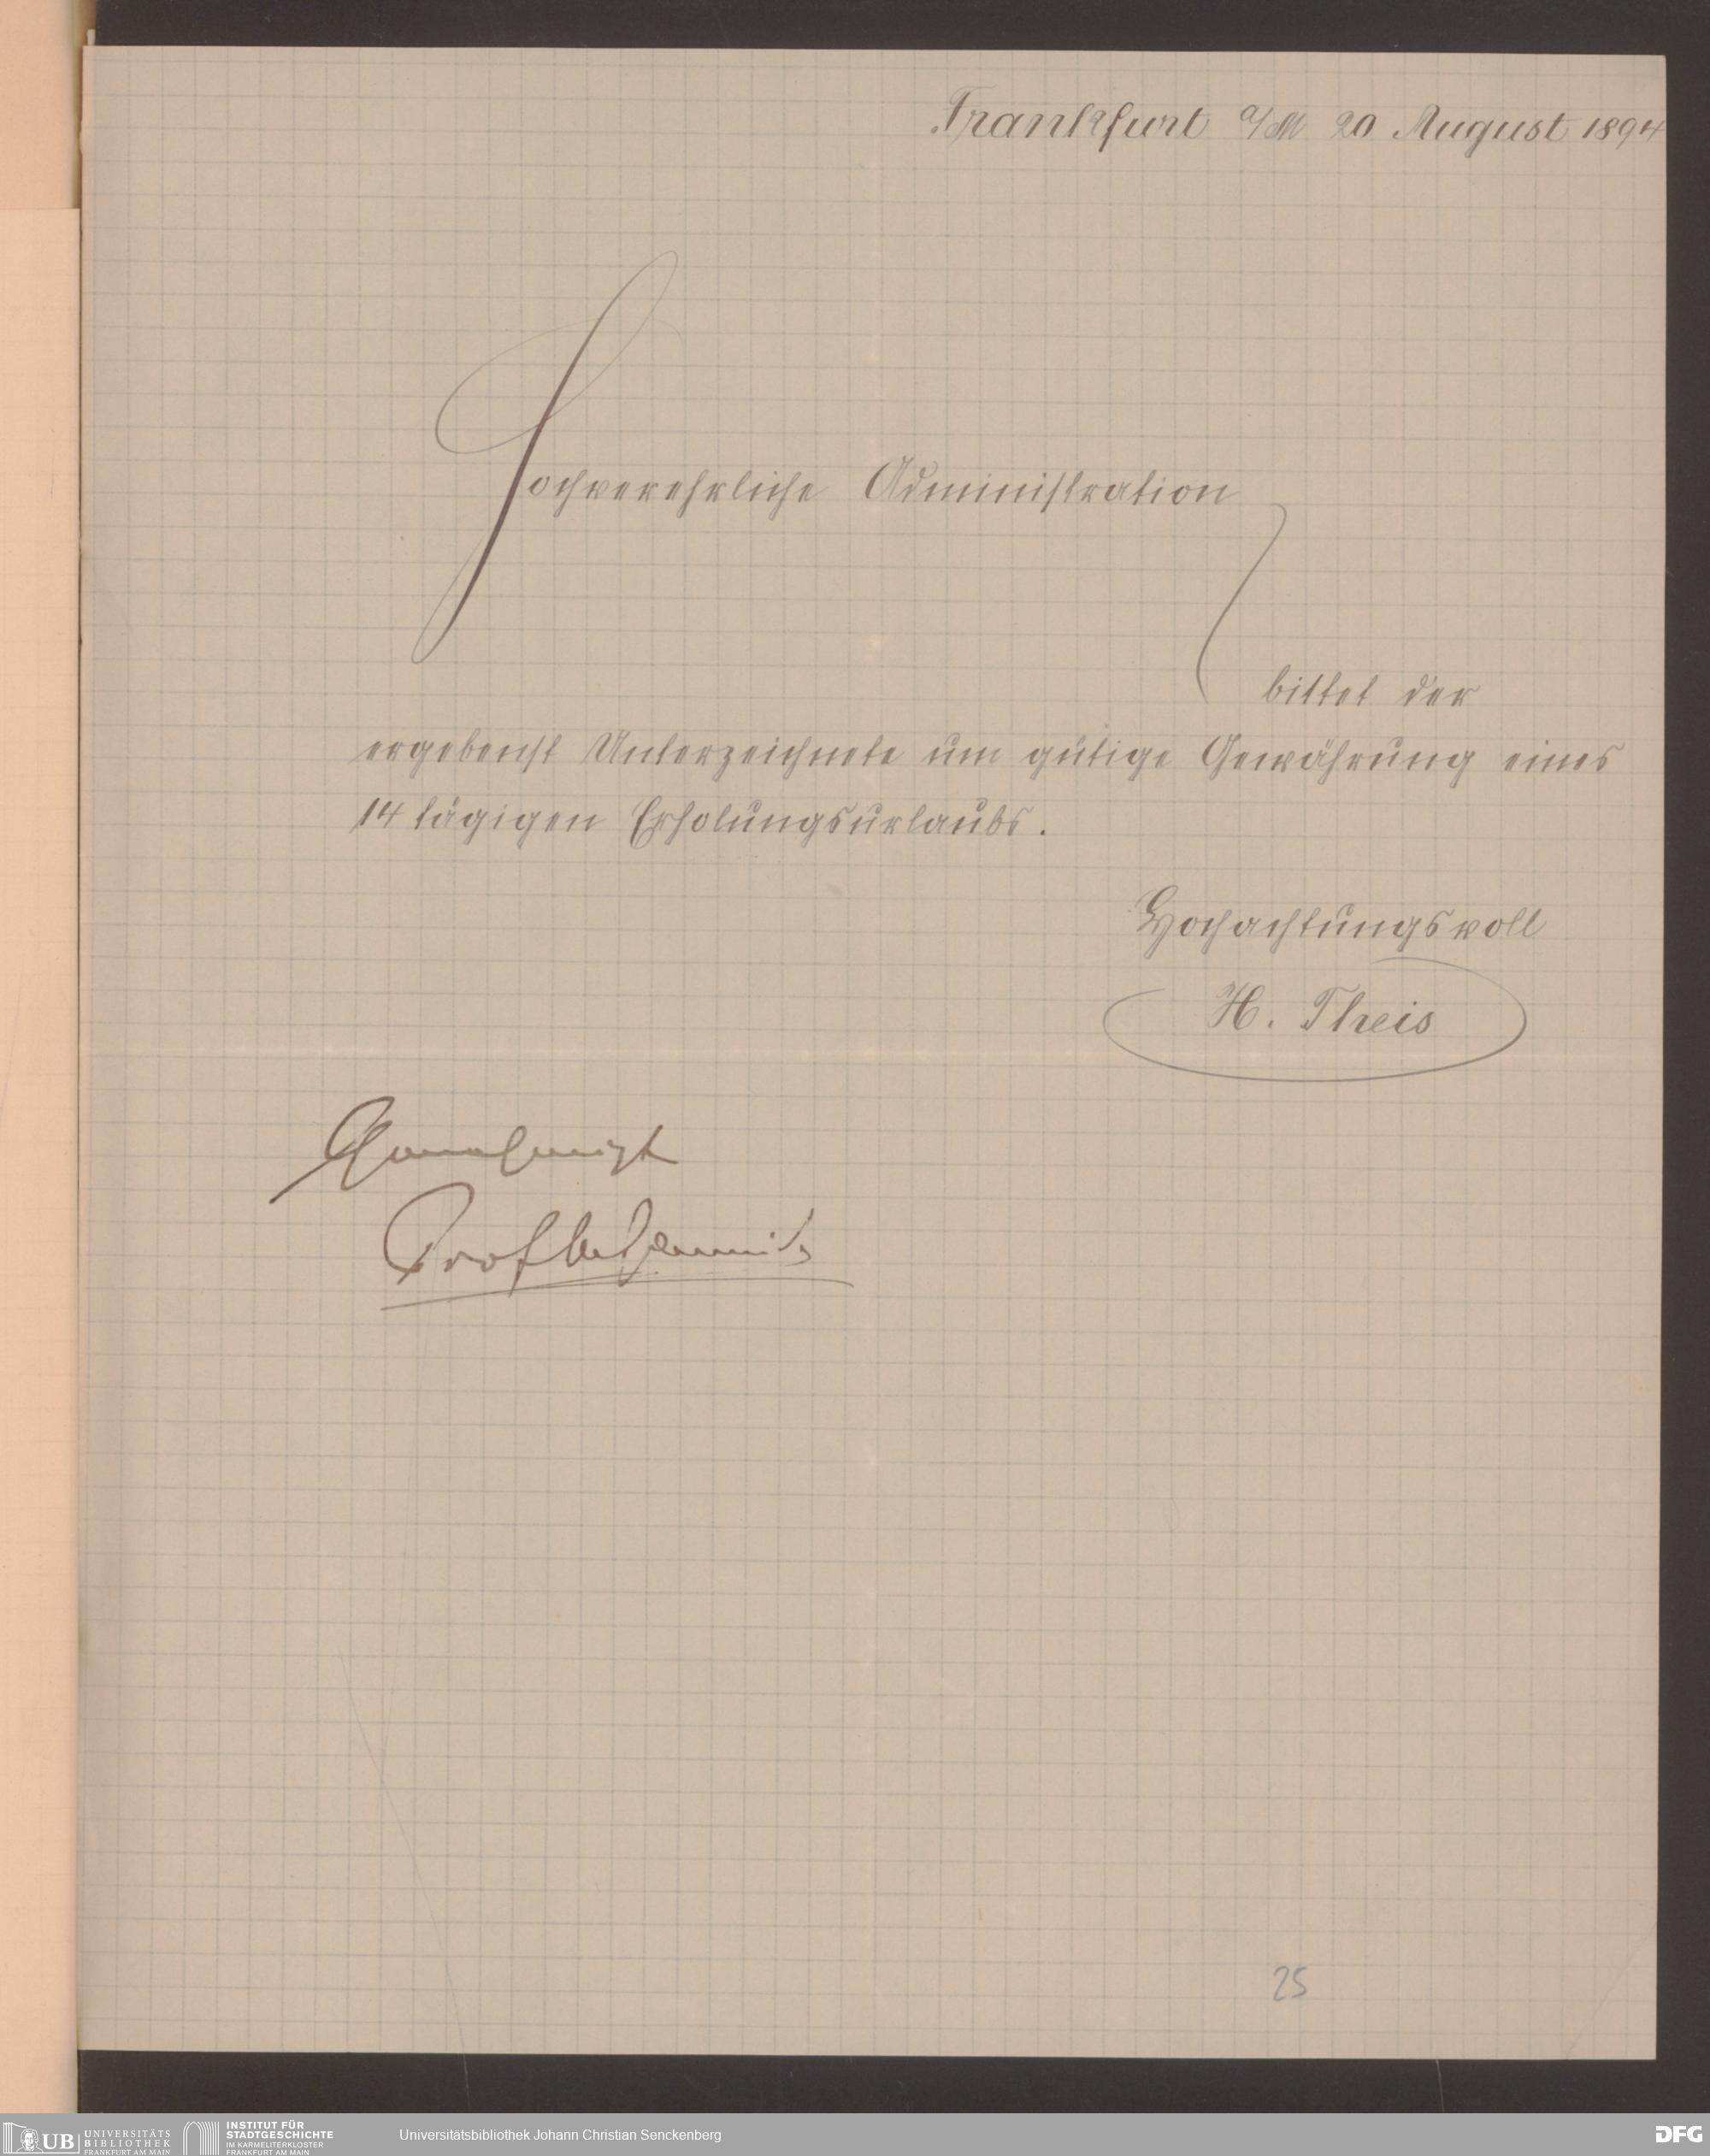 Frankfurt a/M 20 August 1894
Hochverehrliche Administration
bittet der
ergebenst Unterzeichnete um gütige Gewährung eines
14 tägigen Erholungsurlaubs.
Hochachtungsvoll
H. Theis
Genehmigt
Prof
25
UB UNIVERSITÄTS BIBLIOTHEK FRANKFURT AM MAIN
INSTITUT FÜR STADTGESCHICHTE IM KARMELITERKLOSTER FRANKFURT AM MAIN
Universitätsbibliothek Johann Christian Senckenberg
DFG